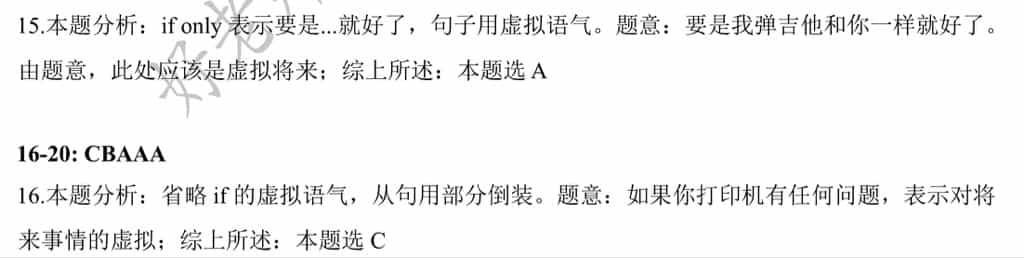 15.本题分析：if only 表示要是...就好了，句子用虚拟语气。题意：要是我弹吉他和你一样就好了。
由题意，此处应该是虚拟将来；综上所述：本题选 A
16-20: CBAAA
16.本题分析：省略 if 的虚拟语气，从句用部分倒装。题意：如果你打印机有任何问题，表示对将
来事情的虚拟；综上所述：本题选 C